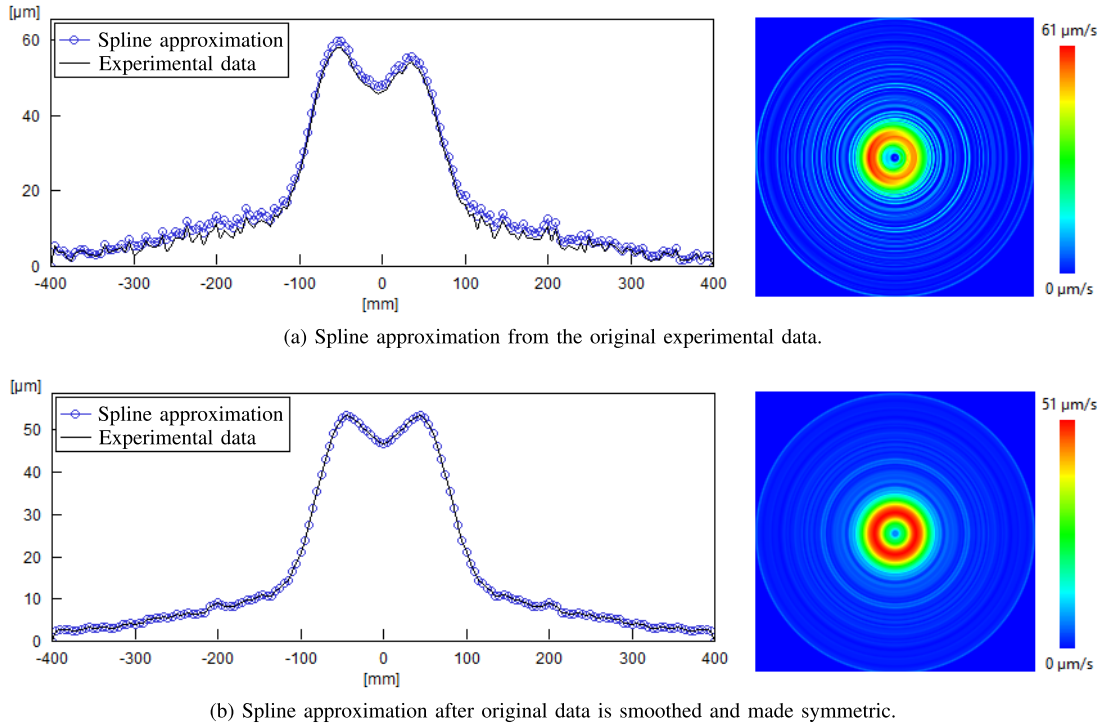 [µm]
Spline approximation
Experimental data
60
40
20
0
-400 -300 -200 -100 0 100 200 300 400
[mm]
61 µm/s
0 µm/s
(a) Spline approximation from the original experimental data.
[µm]
Spline approximation
Experimental data
50
40
30
20
10
0
-400 -300 -200 -100 0 100 200 300 400
[mm]
51 µm/s
0 µm/s
(b) Spline approximation after original data is smoothed and made symmetric.